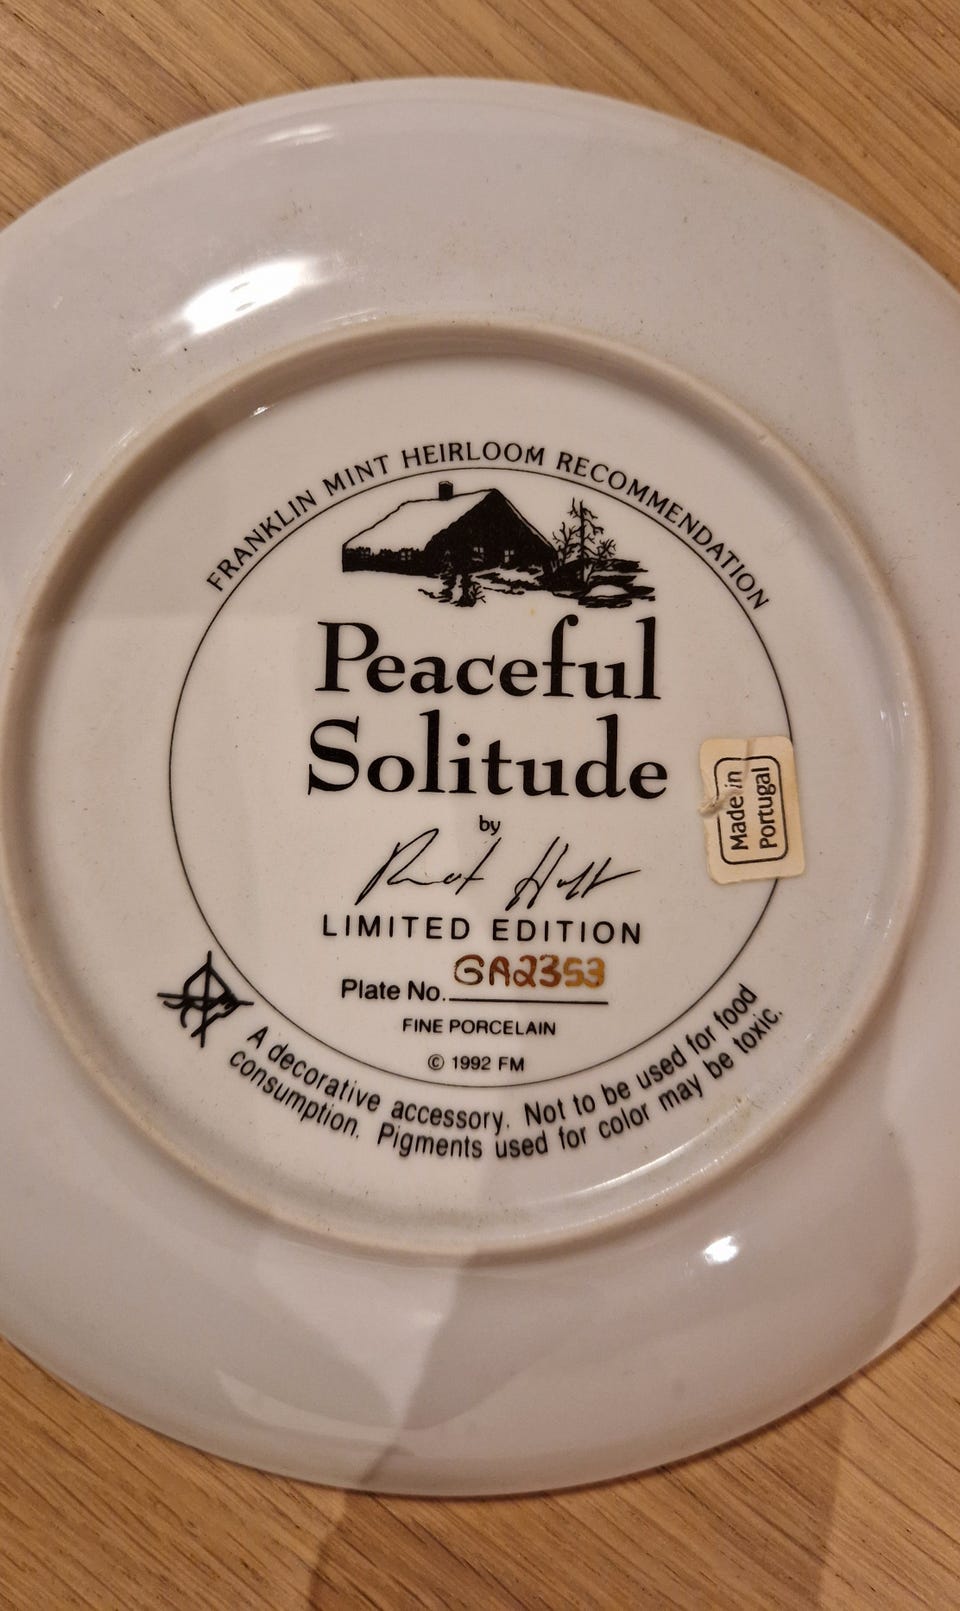 FRANKLIN MINT HEIRLOOM RECOMMENDATION
Peaceful
Solitude
by
LIMITED EDITION
Plate No. GA2353
FINE PORCELAIN
© 1992 FM
A decorative accessory. Not to be used for food
consumption. Pigments used for color may be toxic.
Made in
Portugal